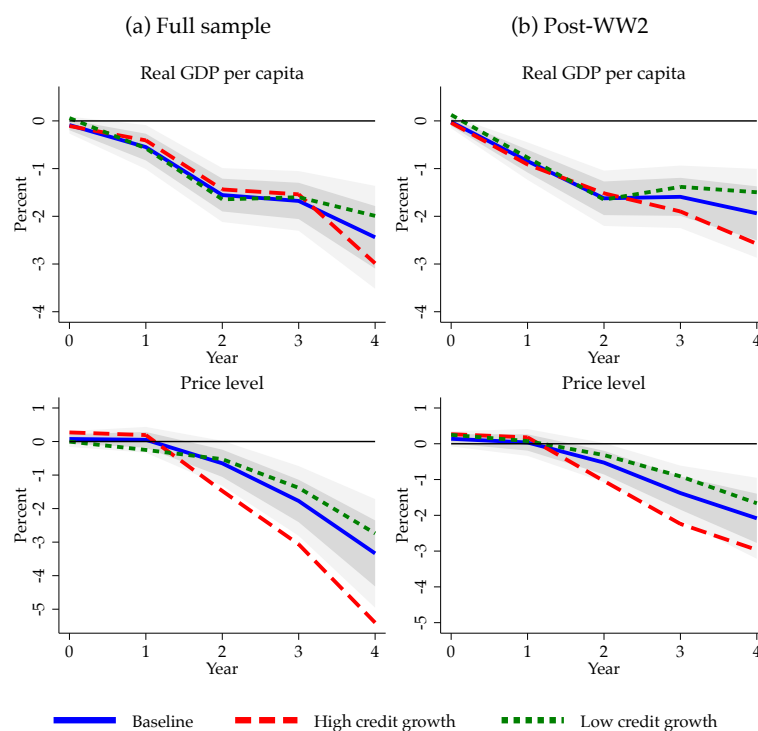 (a) Full sample
(b) Post-WW2
Real GDP per capita
0
-1
-2
-3
-4
Percent
0 1 2 3 4
Year
Real GDP per capita
0
-1
-2
-3
-4
Percent
0 1 2 3 4
Year
Price level
1
0
-1
-2
-3
-4
-5
Percent
0 1 2 3 4
Year
Price level
1
0
-1
-2
-3
-4
-5
Percent
0 1 2 3 4
Year
Baseline High credit growth Low credit growth